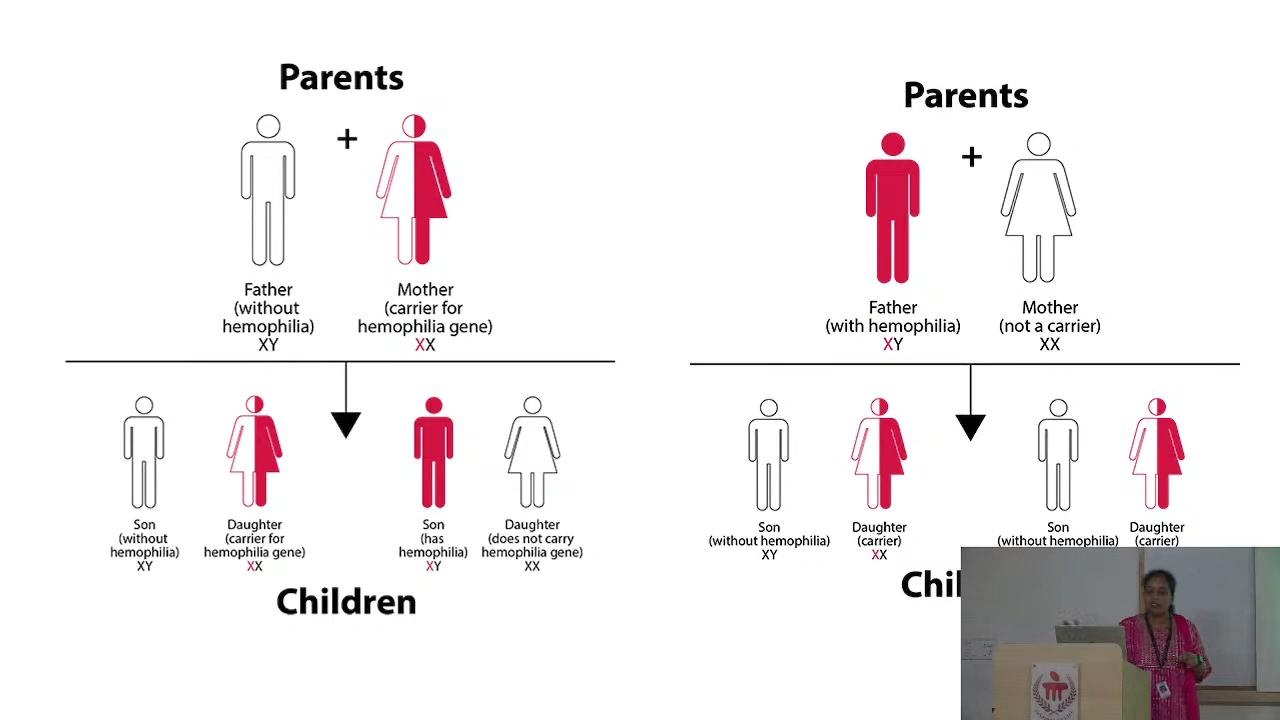 Parents
+
Father
(without
hemophilia)
XY
Mother
(carrier for
hemophilia gene)
XX
Son
(without
hemophilia)
XY
Daughter
(carrier for
hemophilia gene)
XX
Son
(has
hemophilia)
XY
Daughter
(does not carry
hemophilia gene)
XX
Children
Parents
+
Father
(with hemophilia)
XY
Mother
(not a carrier)
XX
Son
(without hemophilia)
XY
Daughter
(carrier)
XX
Son
(without hemophilia)
Daughter
(carrier)
Chil